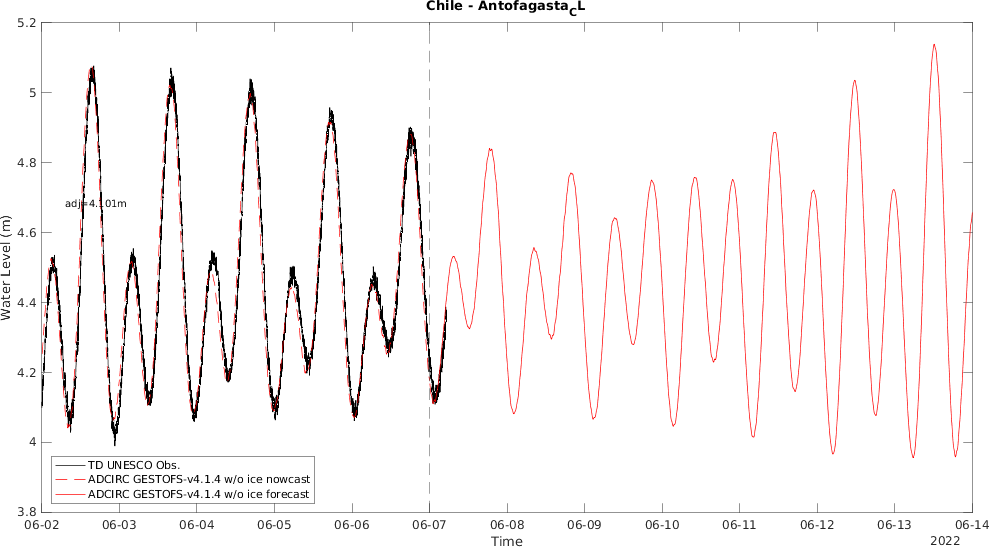 Chile - Antofagasta_CL
5.2
5
4.8
4.6
4.4
4.2
4
3.8
Water Level (m)
adj=4.101m
TD UNESCO Obs.
ADCIRC GESTOFS-v4.1.4 w/o ice nowcast
ADCIRC GESTOFS-v4.1.4 w/o ice forecast
06-02 06-03 06-04 06-05 06-06 06-07 06-08 06-09 06-10 06-11 06-12 06-13 06-14
Time
2022